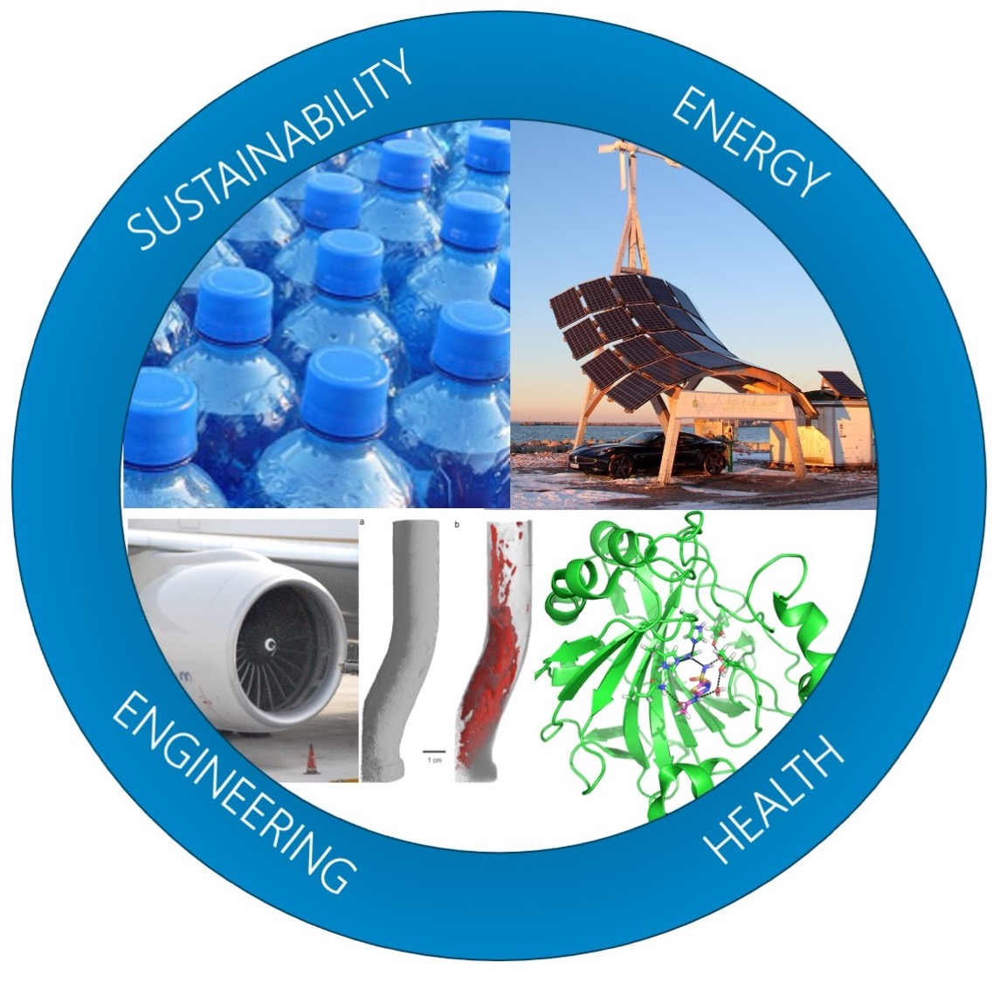 SUSTAINABILITY
ENERGY
a
b
1 cm
ENGINEERING
HEALTH